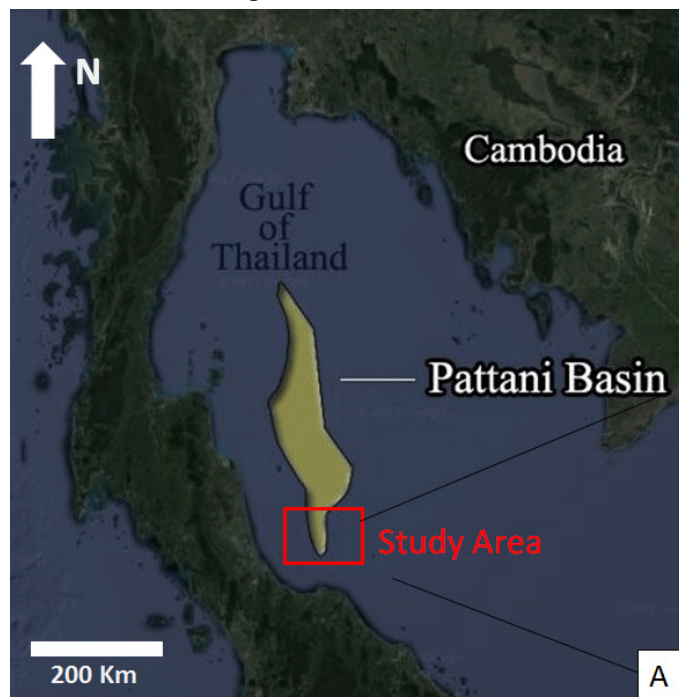 N
Cambodia
Gulf
of
Thailand
Pattani Basin
Study Area
200 Km
A